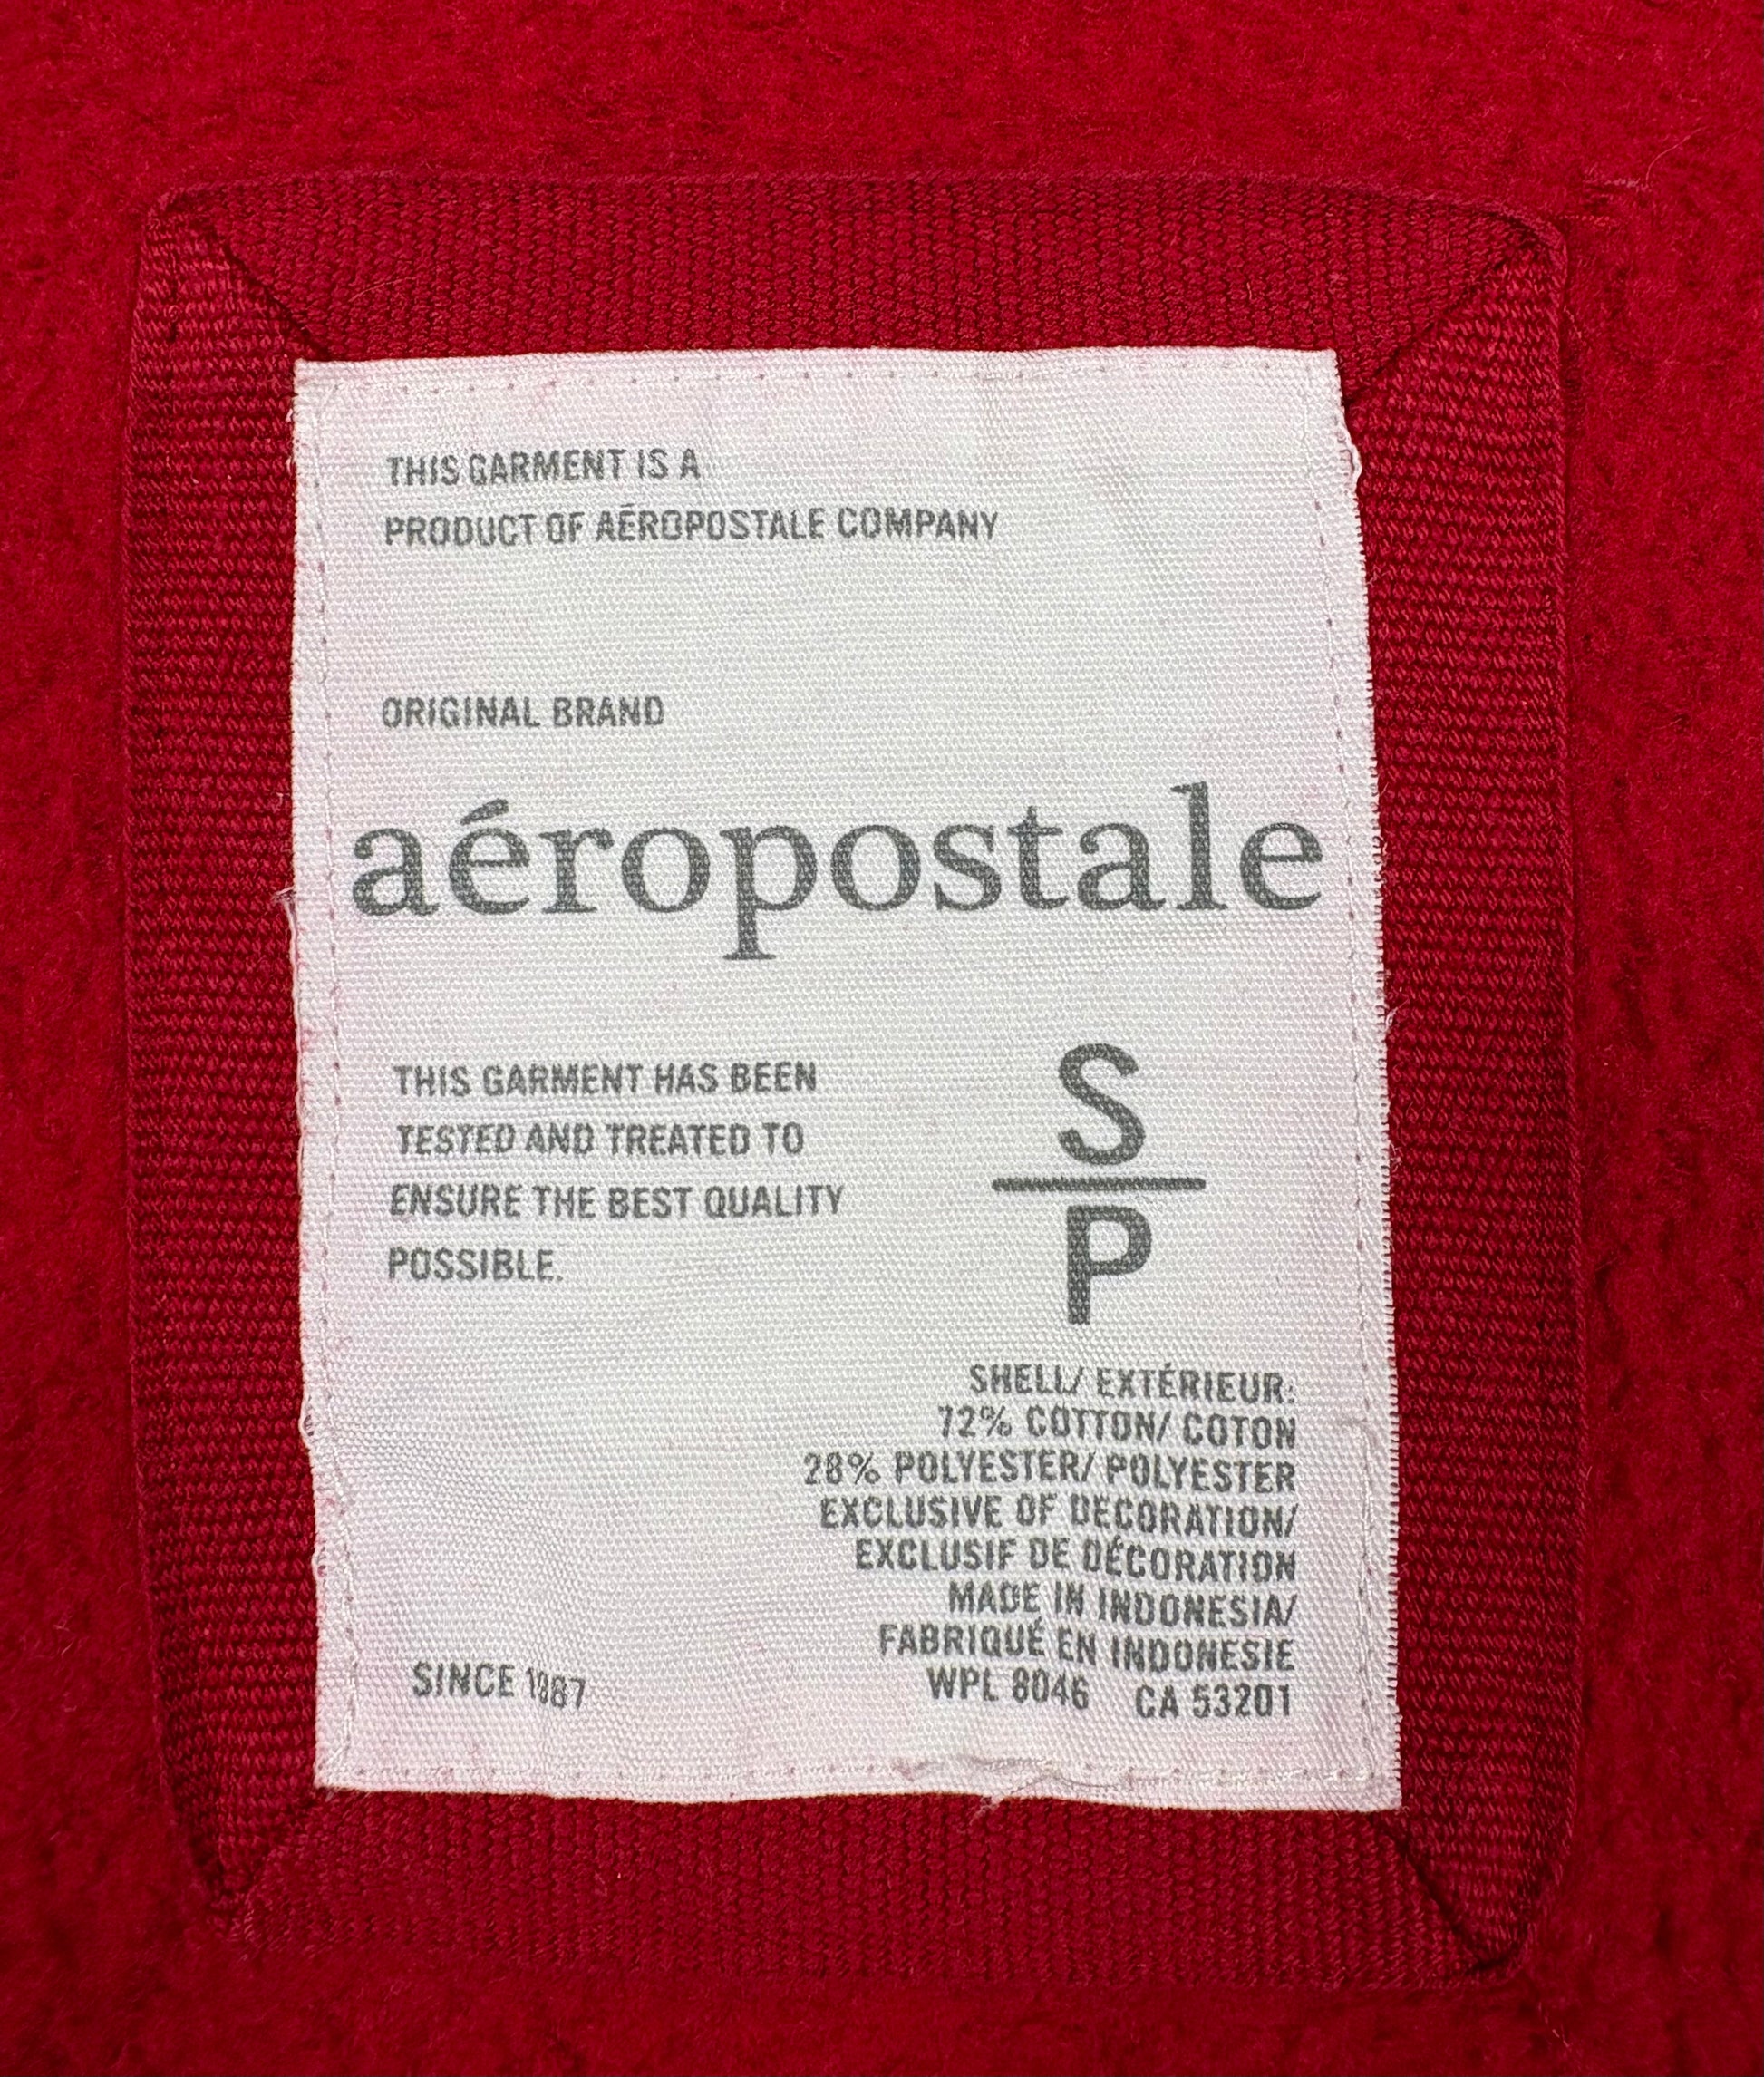 THIS GARMENT IS A
PRODUCT OF AÉROPOSTALE COMPANY
ORIGINAL BRAND
aéropostale
THIS GARMENT HAS BEEN
TESTED AND TREATED TO
ENSURE THE BEST QUALITY
POSSIBLE.
S
P
SHELL/ EXTÉRIEUR:
72% COTTON/ COTON
28% POLYESTER/ POLYESTER
EXCLUSIVE OF DECORATION/
EXCLUSIF DE DÉCORATION
MADE IN INDONESIA/
FABRIQUÉ EN INDONESIE
WPL 8046 CA 53201
SINCE 1987